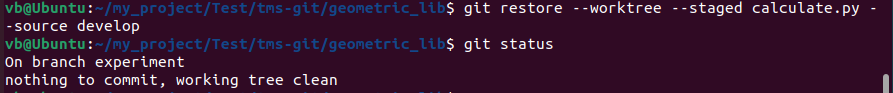 vb@Ubuntu:~/my_project/Test/tms-git/geometric_lib$ git restore --worktree --staged calculate.py -
-source develop
vb@Ubuntu:~/my_project/Test/tms-git/geometric_lib$ git status
On branch experiment
nothing to commit, working tree clean